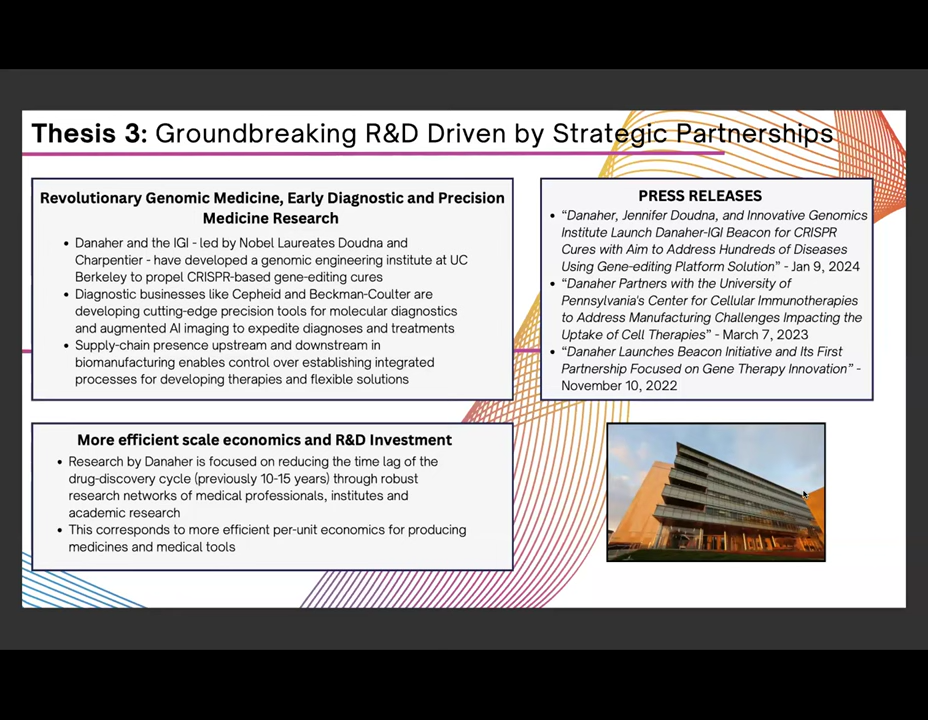 Thesis 3: Groundbreaking R&D Driven by Strategic Partnerships
Revolutionary Genomic Medicine, Early Diagnostic and Precision
Medicine Research
• Danaher and the IGI - led by Nobel Laureates Doudna and
Charpentier - have developed a genomic engineering institute at UC
Berkeley to propel CRISPR-based gene-editing cures
• Diagnostic businesses like Cepheid and Beckman-Coulter are
developing cutting-edge precision tools for molecular diagnostics
and augmented AI imaging to expedite diagnoses and treatments
• Supply-chain presence upstream and downstream in
biomanufacturing enables control over establishing integrated
processes for developing therapies and flexible solutions
More efficient scale economics and R&D Investment
• Research by Danaher is focused on reducing the time lag of the
drug-discovery cycle (previously 10-15 years) through robust
research networks of medical professionals, institutes and
academic research
• This corresponds to more efficient per-unit economics for producing
medicines and medical tools
PRESS RELEASES
• “Danaher, Jennifer Doudna, and Innovative Genomics
Institute Launch Danaher-IGI Beacon for CRISPR
Cures with Aim to Address Hundreds of Diseases
Using Gene-editing Platform Solution” - Jan 9, 2024
• “Danaher Partners with the University of
Pennsylvania's Center for Cellular Immunotherapies
to Address Manufacturing Challenges Impacting the
Uptake of Cell Therapies” - March 7, 2023
• “Danaher Launches Beacon Initiative and Its First
Partnership Focused on Gene Therapy Innovation” -
November 10, 2022